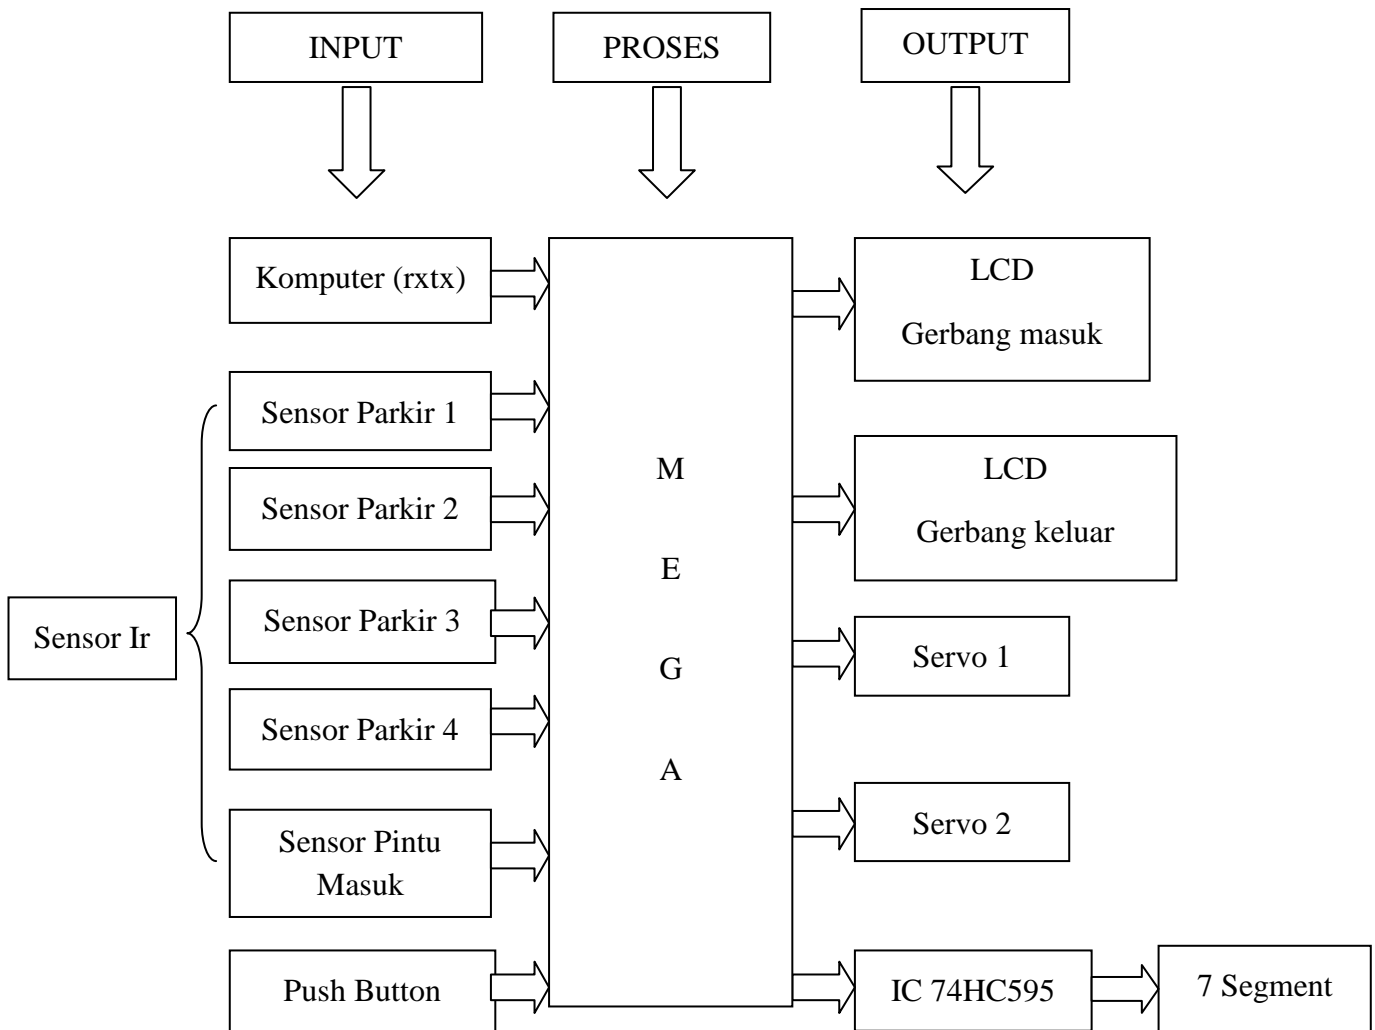 INPUT
PROSES
OUTPUT
Komputer (rxtx)
Sensor Parkir 1
Sensor Parkir 2
Sensor Parkir 3
Sensor Parkir 4
Sensor Pintu
Masuk
Push Button
Sensor Ir
M
E
G
A
LCD
Gerbang masuk
LCD
Gerbang keluar
Servo 1
Servo 2
IC 74HC595
7 Segment